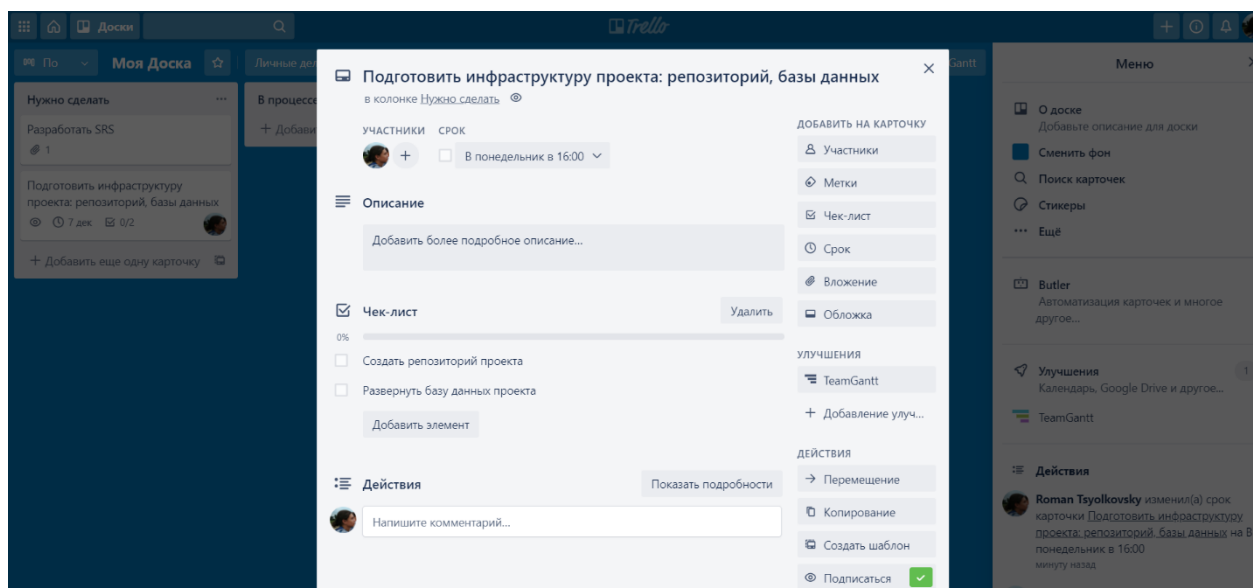 Доски
Trello
По
Моя Доска
Личные дел
Gantt
Нужно сделать
Разработать SRS
1
Подготовить инфраструктуру
проекта: репозиторий, базы данных
7 дек 0/2
Добавить еще одну карточку
В процессе
Добави
Подготовить инфраструктуру проекта: репозиторий, базы данных
в колонке Нужно сделать
УЧАСТНИКИ СРОК
В понедельник в 16:00
Описание
Добавить более подробное описание...
Чек-лист
Удалить
0%
Создать репозиторий проекта
Развернуть базу данных проекта
Добавить элемент
Действия
Показать подробности
Напишите комментарий...
ДОБАВИТЬ НА КАРТОЧКУ
Участники
Метки
Чек-лист
Срок
Вложение
Обложка
УЛУЧШЕНИЯ
TeamGantt
Добавление улуч...
ДЕЙСТВИЯ
Перемещение
Копирование
Создать шаблон
Подписаться
Меню
О доске
Добавьте описание для доски
Сменить фон
Поиск карточек
Стикеры
Ещё
Butler
Автоматизация карточек и многое
другое...
Улучшения
1
Календарь, Google Drive и другое...
TeamGantt
Действия
Roman Tsyolkovsky изменил(а) срок
карточки Подготовить инфраструктуру
проекта: репозиторий, базы данных на В
понедельник в 16:00
минуту назад